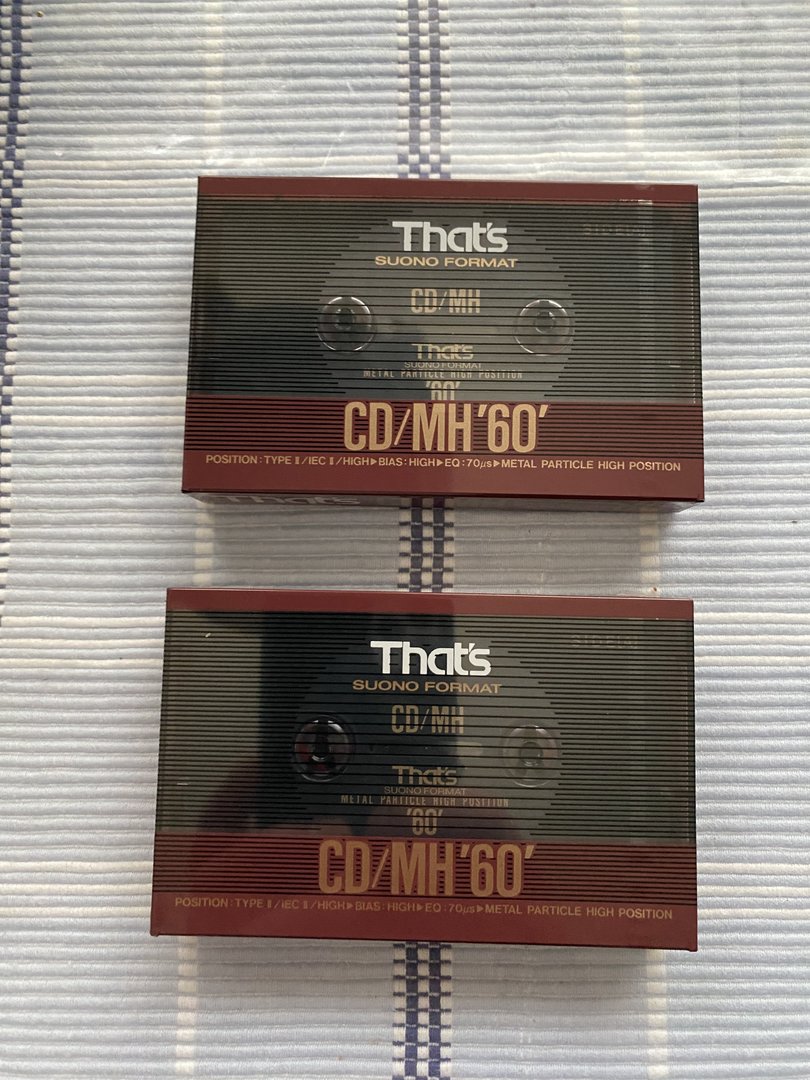 That's
SUONO FORMAT
CD/MH
That's
SUONO FORMAT
METAL PARTICLE HIGH POSITION
'60'
CD/MH '60'
POSITION: TYPE II/IEC II/HIGH▶BIAS: HIGH▶EQ: 70μs▶METAL PARTICLE HIGH POSITION
That's
That's
SUONO FORMAT
CD/MH
That's
SUONO FORMAT
METAL PARTICLE HIGH POSITION
'60'
CD/MH '60'
POSITION: TYPE II/IEC II/HIGH▶BIAS: HIGH▶EQ: 70μs▶METAL PARTICLE HIGH POSITION